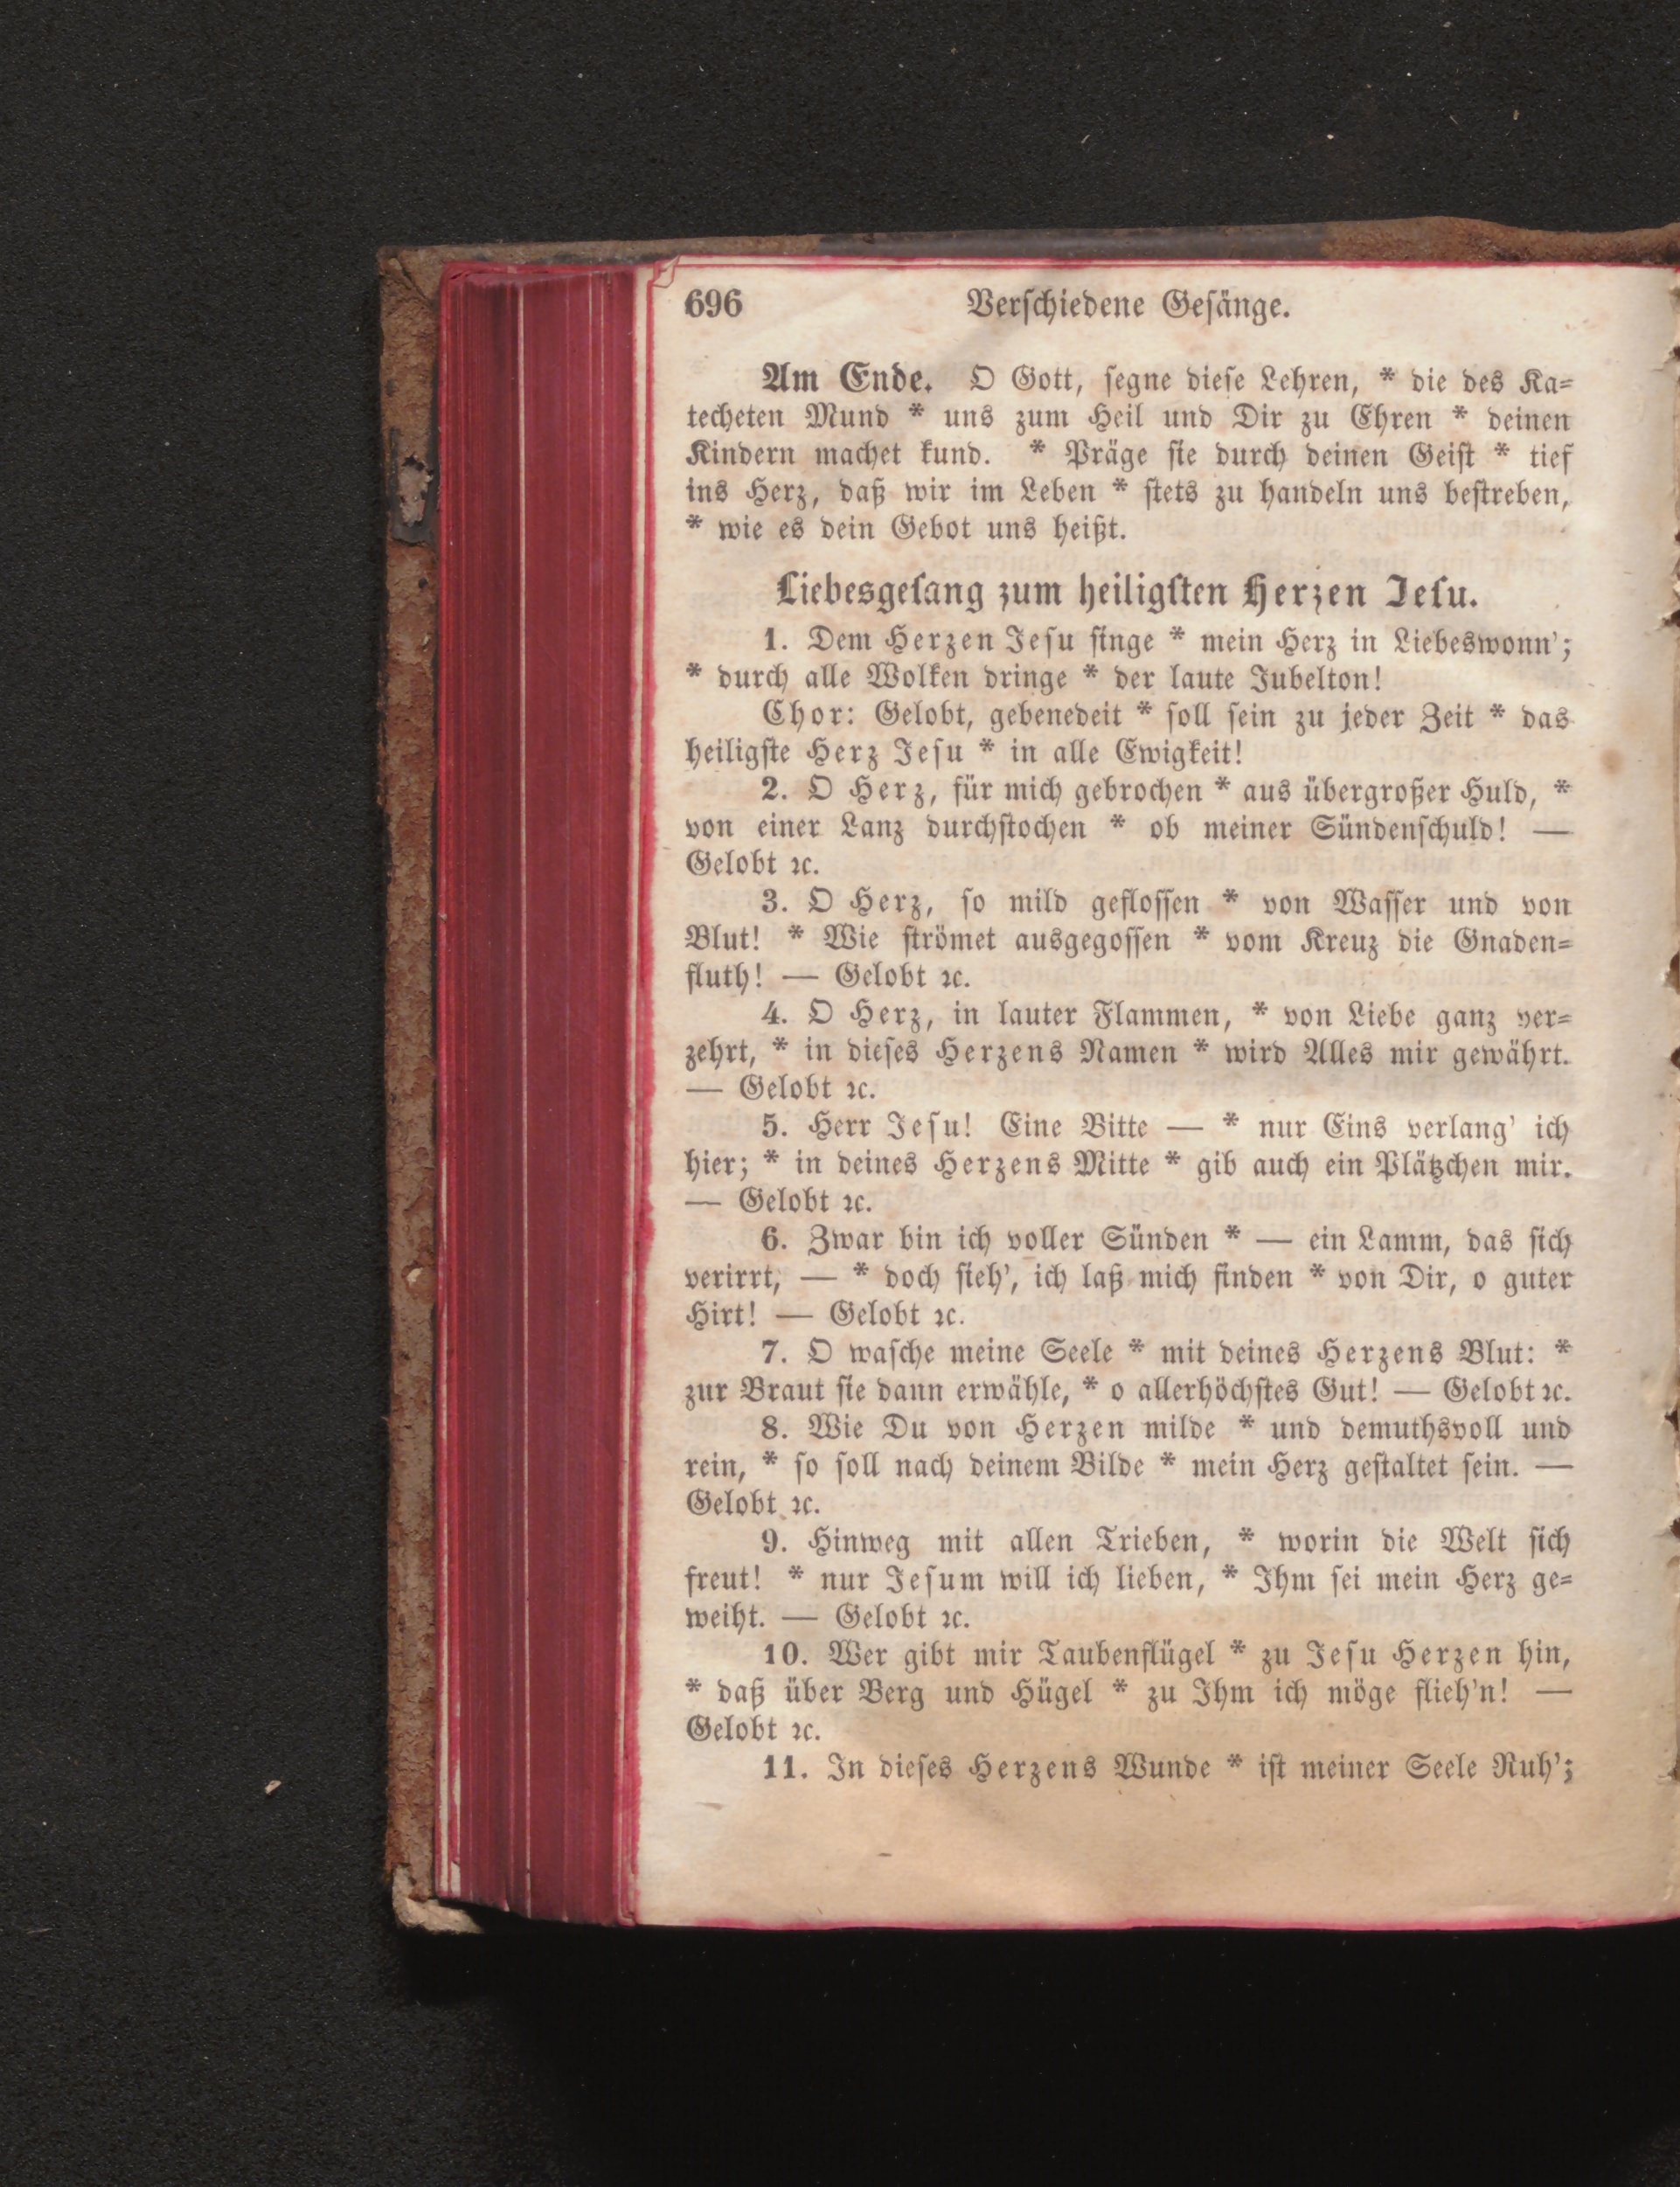 696 Verschiedene Gesänge.
Am Ende. O Gott, segne diese Lehren, * die des Ka=
techeten Mund * uns zum Heil und Dir zu Ehren * deinen
Kindern machet kund. * Präge sie durch deinen Geist * tief
ins Herz, daß wir im Leben * stets zu handeln uns bestreben,
* wie es dein Gebot uns heißt.
Liebesgesang zum heiligsten Herzen Jesu.
1. Dem Herzen Jesu singe * mein Herz in Liebeswonn';
* durch alle Wolken dringe * der laute Jubelton!
Chor: Gelobt, gebenedeit * soll sein zu jeder Zeit * das
heiligste Herz Jesu * in alle Ewigkeit!
2. O Herz, für mich gebrochen * aus übergroßer Huld, *
von einer Lanz durchstochen * ob meiner Sündenschuld! —
Gelobt ꝛc.
3. O Herz, so mild geflossen * von Wasser und von
Blut! * Wie strömet ausgegossen * vom Kreuz die Gnaden=
fluth! — Gelobt ꝛc.
4. O Herz, in lauter Flammen, * von Liebe ganz ver=
zehrt, * in dieses Herzens Namen * wird Alles mir gewährt.
— Gelobt ꝛc.
5. Herr Jesu! Eine Bitte — * nur Eins verlang' ich
hier; * in deines Herzens Mitte * gib auch ein Plätzchen mir.
— Gelobt ꝛc.
6. Zwar bin ich voller Sünden * — ein Lamm, das sich
verirrt, — * doch sieh', ich laß mich finden * von Dir, o guter
Hirt! — Gelobt ꝛc.
7. O wasche meine Seele * mit deines Herzens Blut: *
zur Braut sie dann erwähle, * o allerhöchstes Gut! — Gelobt ꝛc.
8. Wie Du von Herzen milde * und demuthsvoll und
rein, * so soll nach deinem Bilde * mein Herz gestaltet sein. —
Gelobt ꝛc.
9. Hinweg mit allen Trieben, * worin die Welt sich
freut! * nur Jesum will ich lieben, * Ihm sei mein Herz ge=
weiht. — Gelobt ꝛc.
10. Wer gibt mir Taubenflügel * zu Jesu Herzen hin,
* daß über Berg und Hügel * zu Ihm ich möge flieh'n! —
Gelobt ꝛc.
11. In dieses Herzens Wunde * ist meiner Seele Ruh';